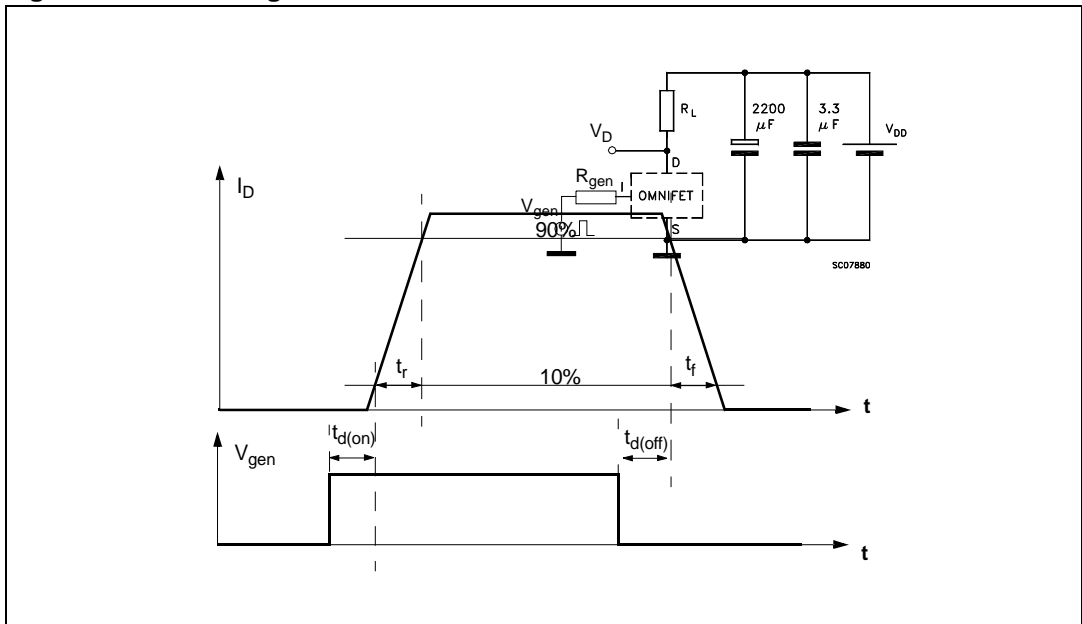 R_L
2200 μF
3.3 μF
V_DD
V_D
D
R_gen
I
OMNIFET
V_gen
S
I_D
90%
SC07880
t_r
10%
t_f
t
t_d(on)
t_d(off)
V_gen
t